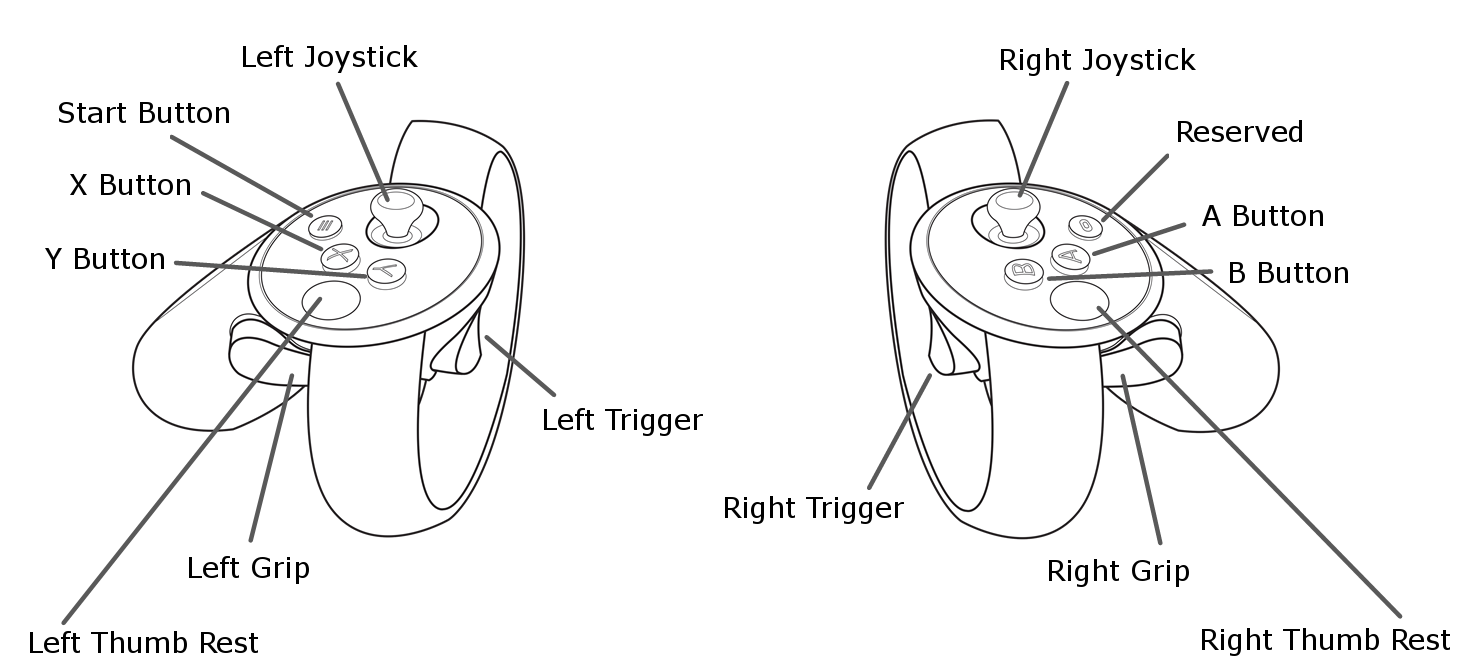 Left Joystick
Start Button
X Button
Y Button
X
Y
Left Trigger
Left Grip
Left Thumb Rest
Right Joystick
Reserved
A Button
B Button
A
B
Right Trigger
Right Grip
Right Thumb Rest